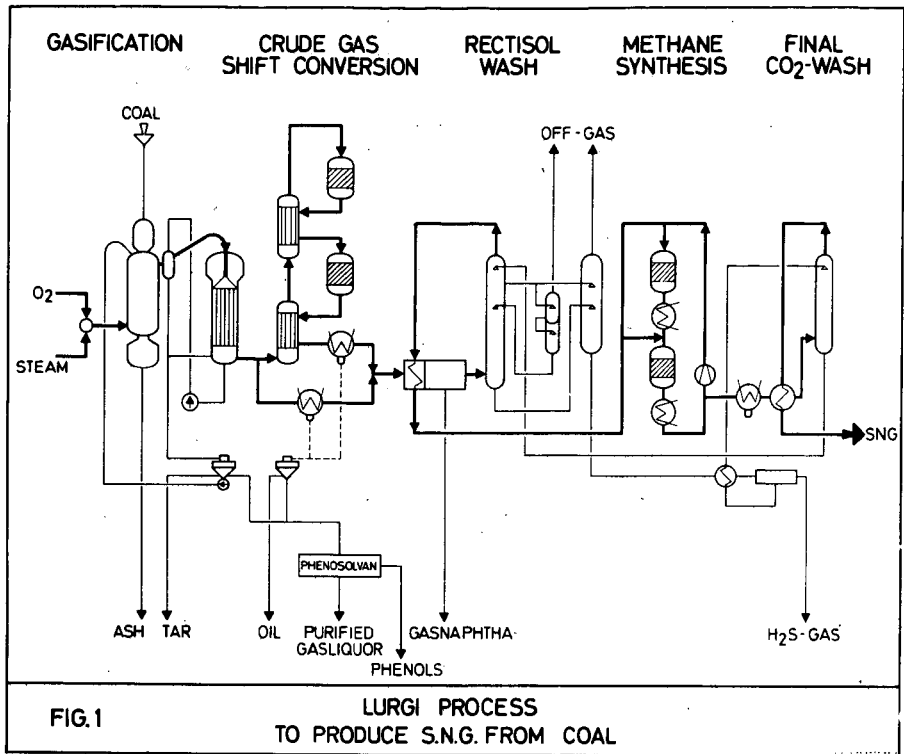 GASIFICATION
CRUDE GAS
SHIFT CONVERSION
RECTISOL
WASH
METHANE
SYNTHESIS
FINAL
CO₂-WASH
COAL
OFF-GAS
O₂
STEAM
SNG
PHENOSOLVAN
ASH
TAR
OIL
PURIFIED
GASLIQUOR
PHENOLS
GASNAPHTHA
H₂S-GAS
FIG.1
LURGI PROCESS
TO PRODUCE S.N.G. FROM COAL